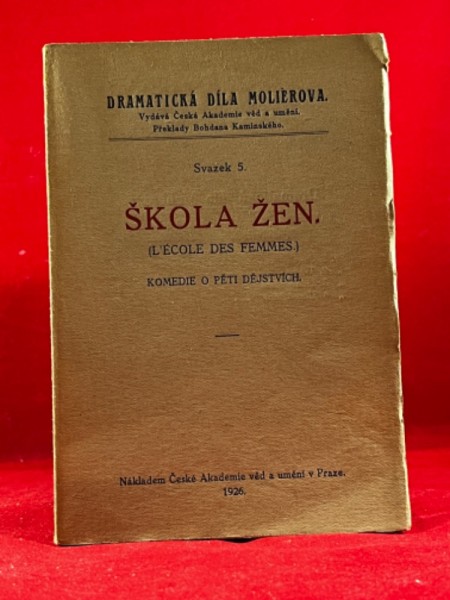 DRAMATICKÁ DÍLA MOLIÈROVA.
Vydává Česká Akademie věd a umění.
Překlady Bohdana Kaminského.
Svazek 5.
ŠKOLA ŽEN.
(L'ÉCOLE DES FEMMES.)
KOMEDIE O PĚTI DĚJSTVÍCH.
Nákladem České Akademie věd a umění v Praze.
1926.